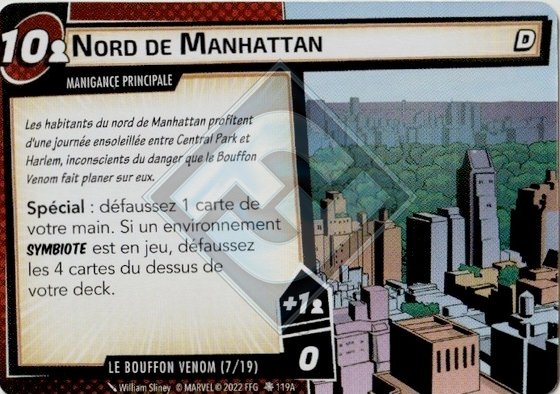 10 NORD DE MANHATTAN D
MANIGANCE PRINCIPALE
Les habitants du nord de Manhattan profitent
d'une journée ensoleillée entre Central Park et
Harlem, inconscients du danger que le Bouffon
Venom fait planer sur eux.
Spécial : défaussez 1 carte de
votre main. Si un environnement
SYMBIOTE est en jeu, défaussez
les 4 cartes du dessus de
votre deck.
+1
0
LE BOUFFON VENOM (7/19)
William Sliney © MARVEL © 2022 FFG 119A